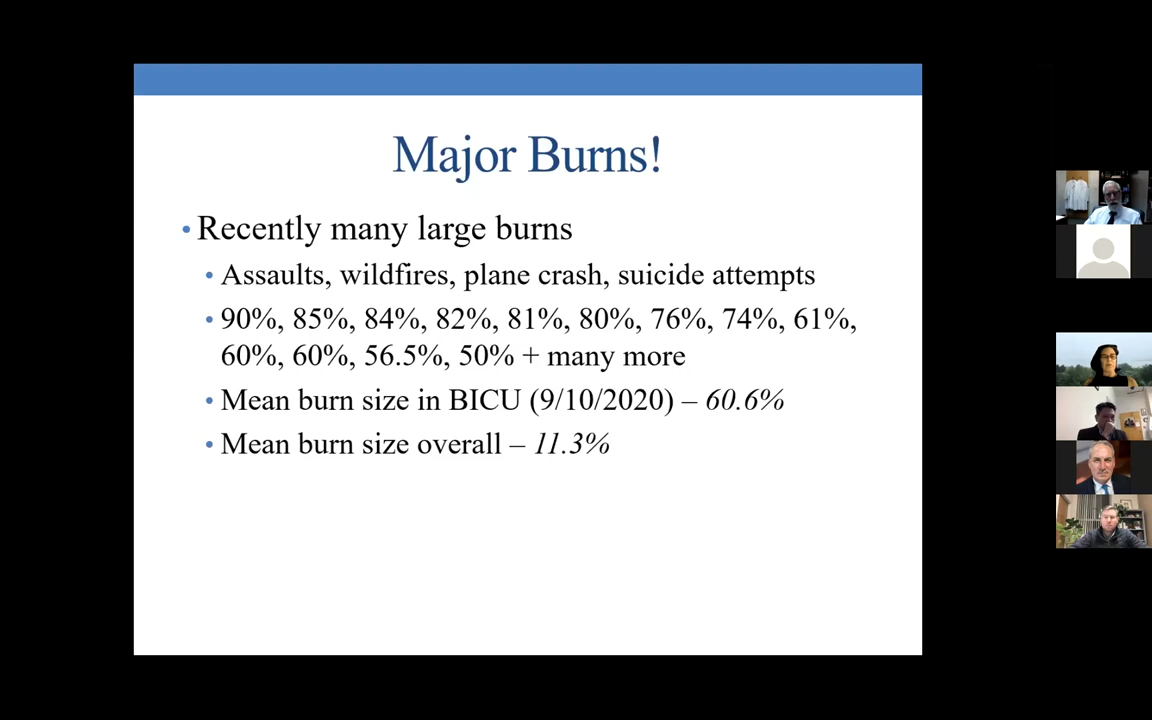 Major Burns!
• Recently many large burns
• Assaults, wildfires, plane crash, suicide attempts
• 90%, 85%, 84%, 82%, 81%, 80%, 76%, 74%, 61%,
60%, 60%, 56.5%, 50% + many more
• Mean burn size in BICU (9/10/2020) – 60.6%
• Mean burn size overall – 11.3%